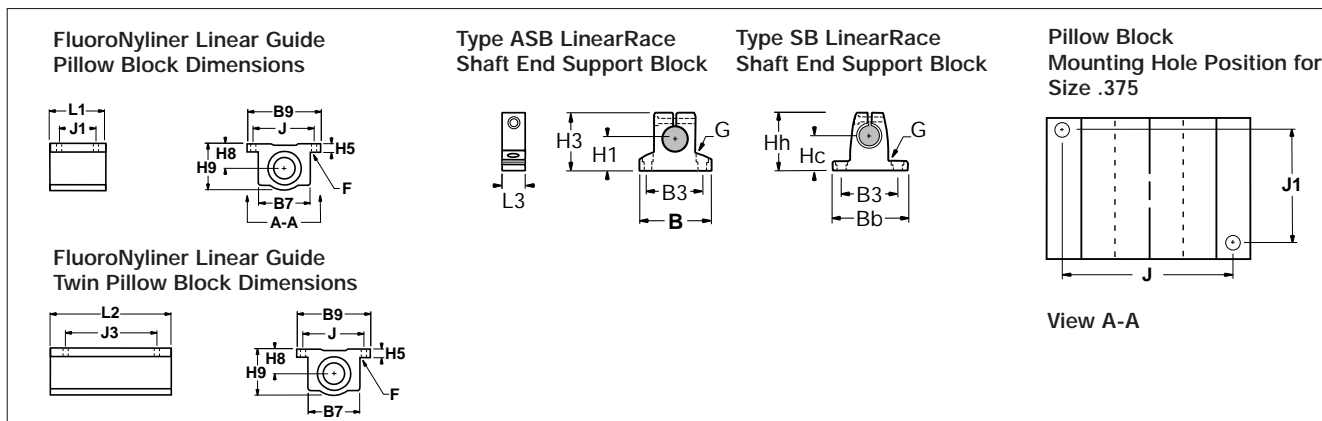 FluoroNyliner Linear Guide
Pillow Block Dimensions
L1
J1
B9
J
H8
H9
H5
F
B7
A-A
FluoroNyliner Linear Guide
Twin Pillow Block Dimensions
L2
J3
B9
J
H8
H9
H5
F
B7
Type ASB LinearRace
Shaft End Support Block
H3
H1
G
L3
B3
B
Type SB LinearRace
Shaft End Support Block
Hh
Hc
G
B3
Bb
Pillow Block
Mounting Hole Position for
Size .375
J1
J
View A-A